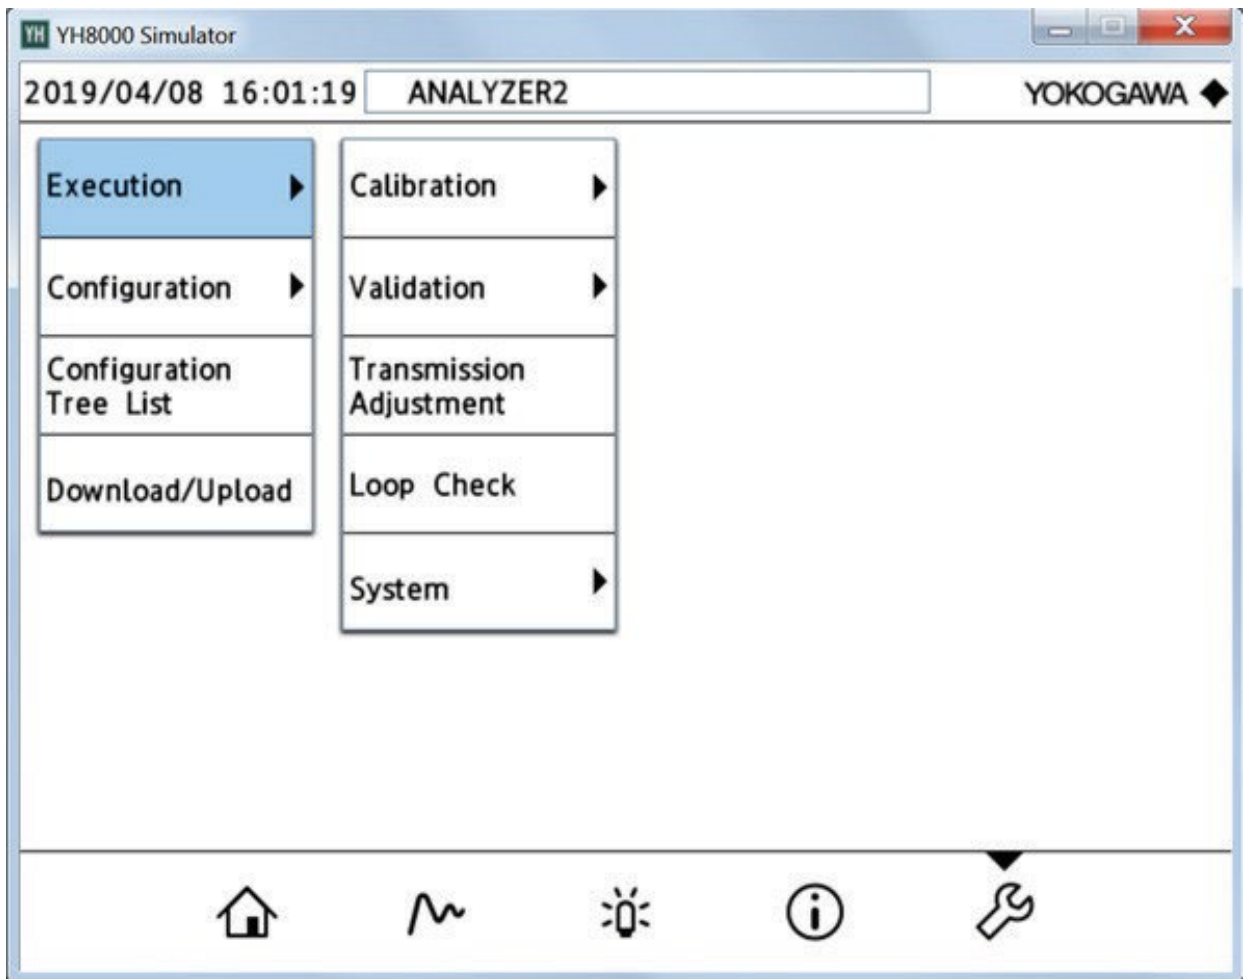 YH YH8000 Simulator
2019/04/08 16:01:19 ANALYZER2 YOKOGAWA
Execution
Configuration
Configuration
Tree List
Download/Upload
Calibration
Validation
Transmission
Adjustment
Loop Check
System